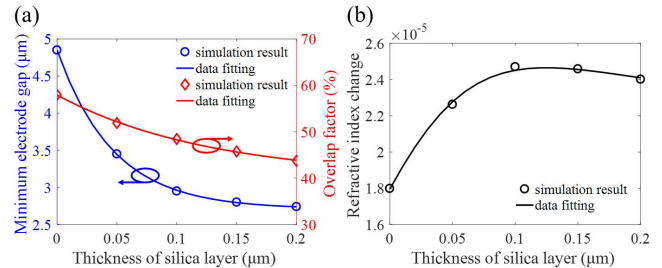 (a)
5
4.5
4
3.5
3
2.5
Minimum electrode gap (μm)
simulation result
data fitting
simulation result
data fitting
70
60
50
40
30
Overlap factor (%)
0
0.05
0.1
0.15
0.2
Thickness of silica layer (μm)
(b)
×10-5
2.6
2.4
2.2
2
1.8
1.6
Refractive index change
simulation result
data fitting
0
0.05
0.1
0.15
0.2
Thickness of silica layer (μm)